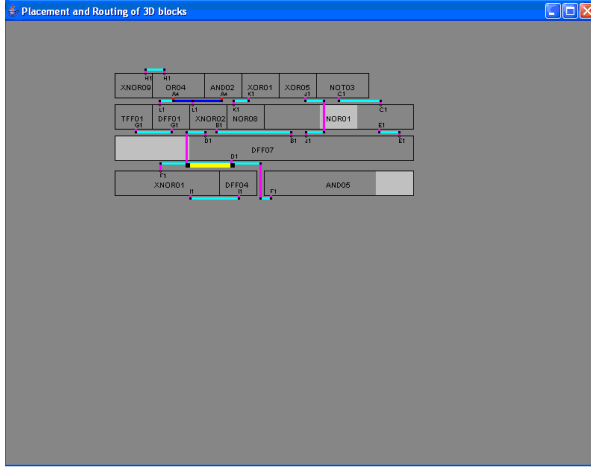 Placement and Routing of 3D blocks
H1 H1
XNOR09 OR04 AND02 XOR01 XOR05 NOT03
A4 A4 K1 J1 C1
L1 L1 K1 C1
TFF01 DFF01 XNOR02 NOR08 NOR01
G1 G1 B1 E1
D1 B1 J1 E1
DFF07
D1
F1
XNOR01 DFF04 AND05
I1 I1 F1